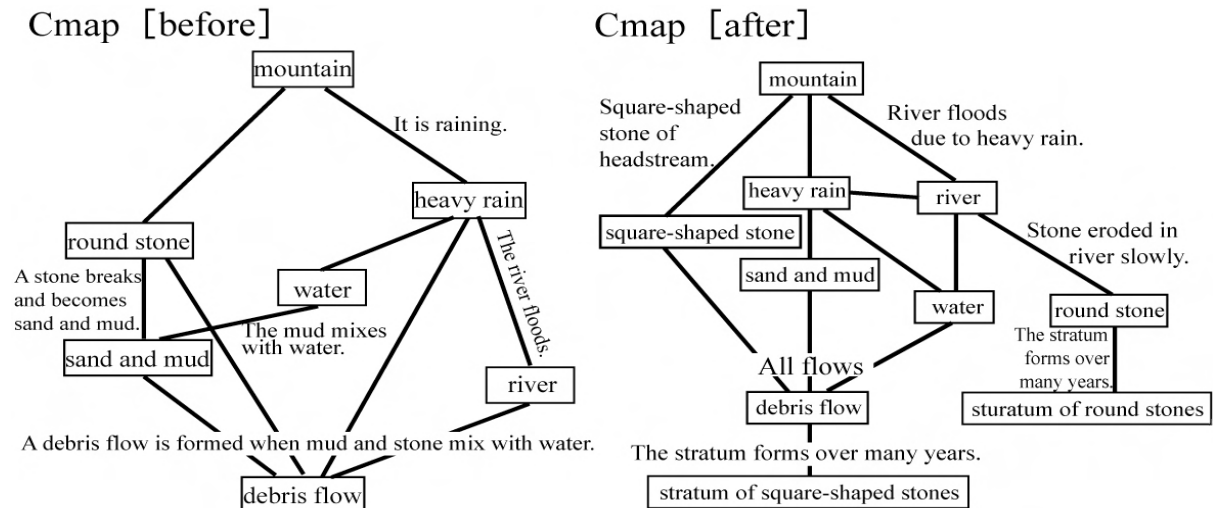 Cmap [before]
mountain
It is raining.
heavy rain
round stone
A stone breaks
and becomes
sand and mud.
water
The river floods.
The mud mixes
with water.
sand and mud
river
A debris flow is formed when mud and stone mix with water.
debris flow
Cmap [after]
mountain
Square-shaped
stone of
headstream.
River floods
due to heavy rain.
heavy rain
river
square-shaped stone
Stone eroded in
river slowly.
sand and mud
water
round stone
The stratum
forms over
many years.
All flows
debris flow
sturatum of round stones
The stratum forms over many years.
stratum of square-shaped stones